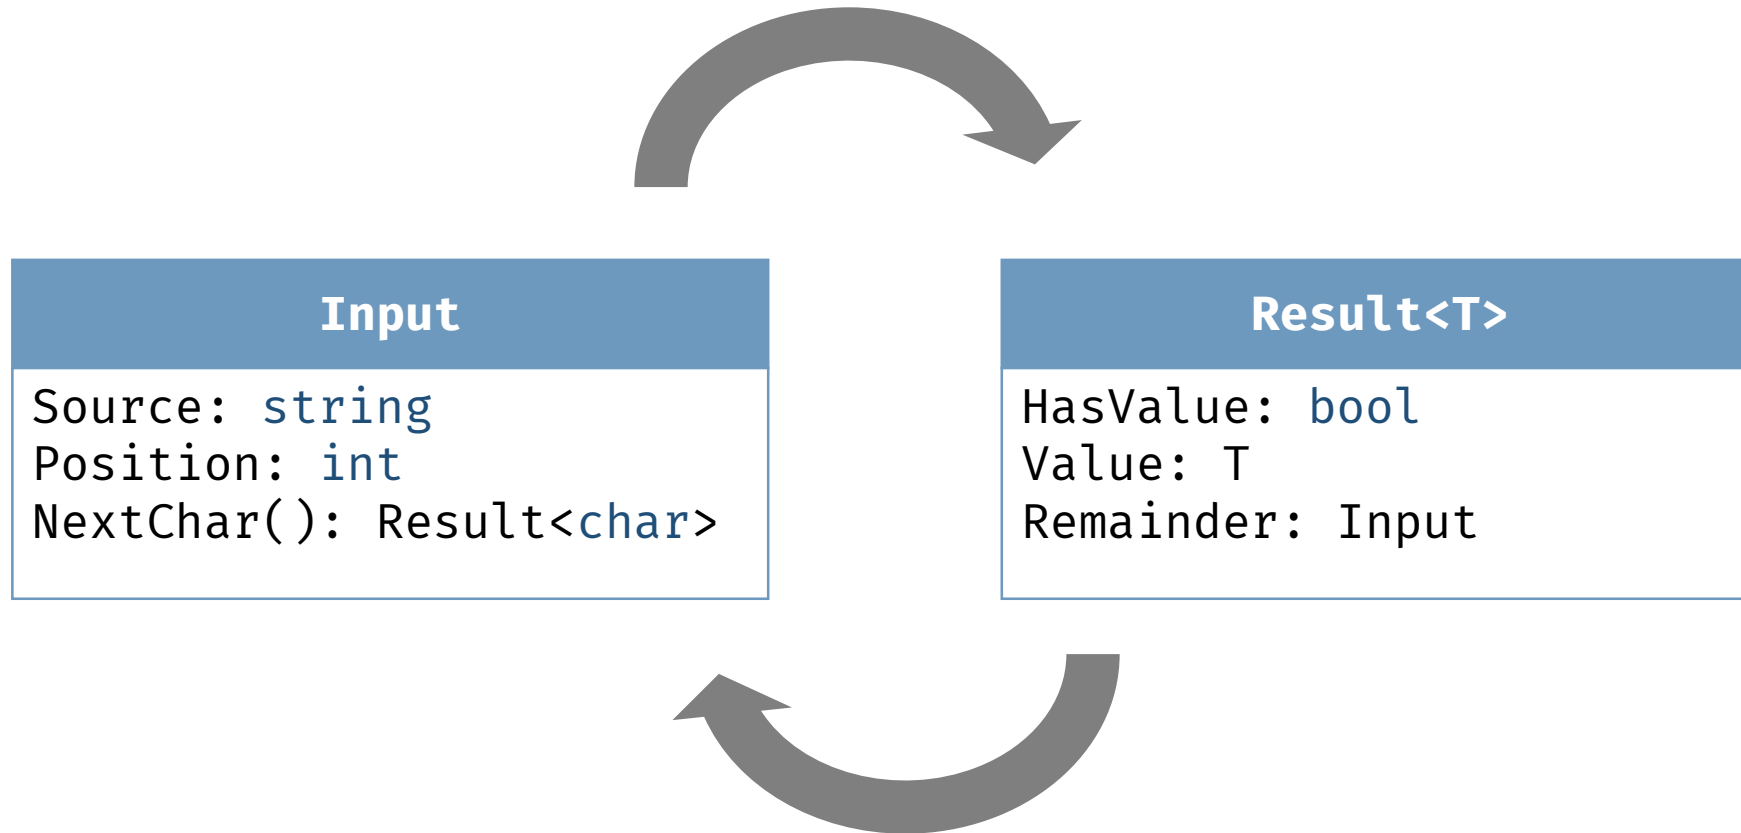 Input
Source: string
Position: int
NextChar(): Result<char>
Result<T>
HasValue: bool
Value: T
Remainder: Input